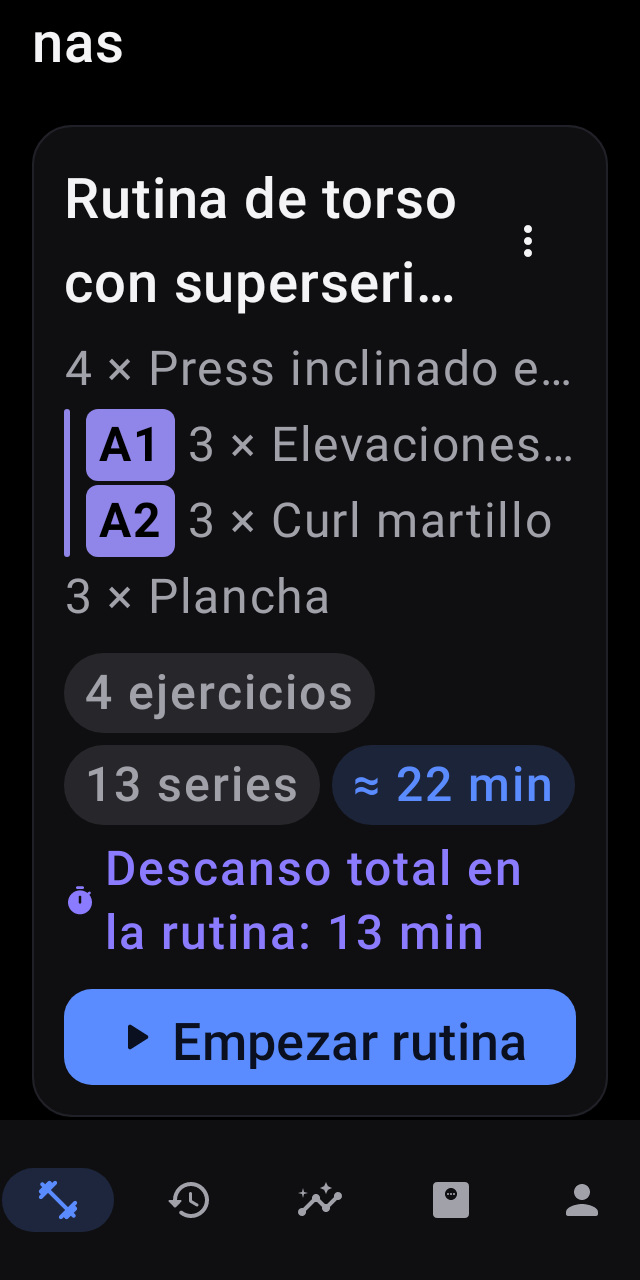 nas
Rutina de torso
con superseri…
4 × Press inclinado e…
A1 3 × Elevaciones…
A2 3 × Curl martillo
3 × Plancha
4 ejercicios
13 series
≈ 22 min
Descanso total en
la rutina: 13 min
Empezar rutina